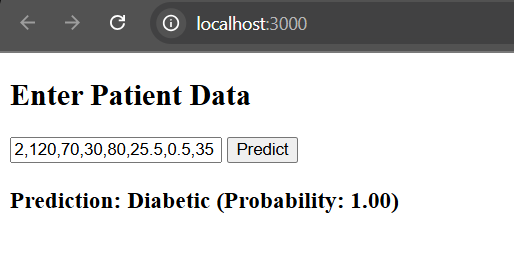 localhost:3000
Enter Patient Data
2,120,70,30,80,25.5,0.5,35 Predict
Prediction: Diabetic (Probability: 1.00)